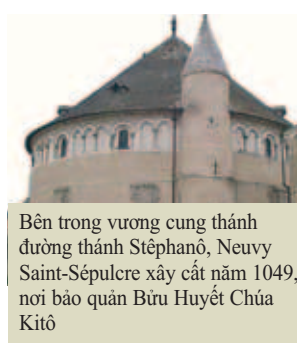 Bên trong vương cung thánh
đường thánh Stêphanô, Neuvy
Saint-Sépulcre xây cất năm 1049,
nơi bảo quản Bửu Huyết Chúa
Kitô